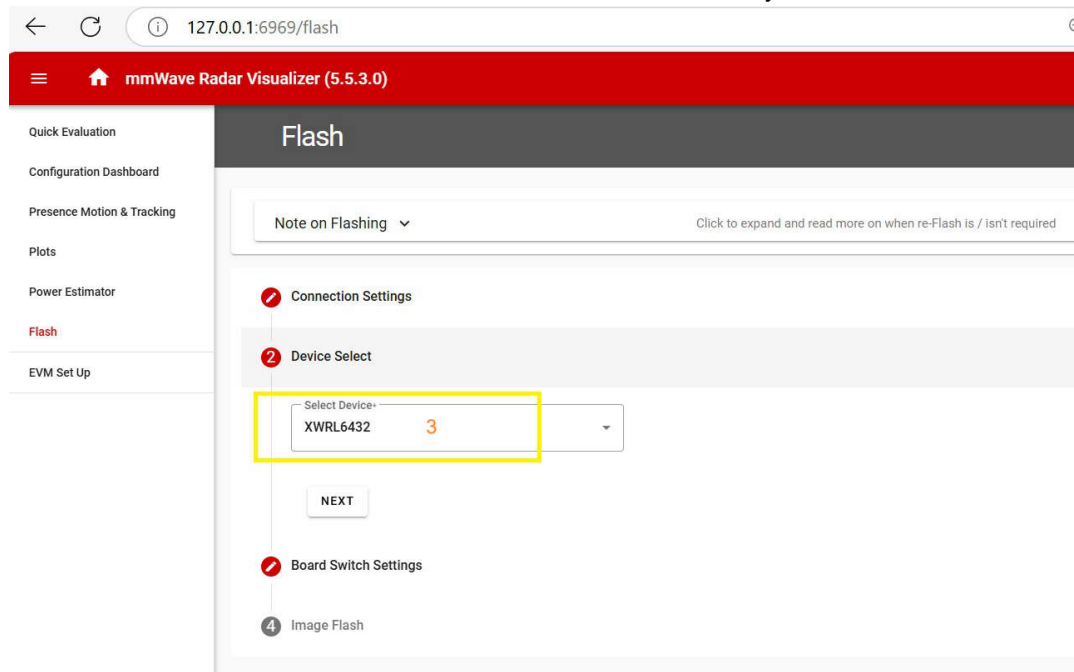 127.0.0.1:6969/flash
mmWave Radar Visualizer (5.5.3.0)
Quick Evaluation
Configuration Dashboard
Presence Motion & Tracking
Plots
Power Estimator
Flash
EVM Set Up
Flash
Note on Flashing
Click to expand and read more on when re-Flash is / isn't required
Connection Settings
2 Device Select
Select Device*
XWRL6432 3
NEXT
Board Switch Settings
4 Image Flash